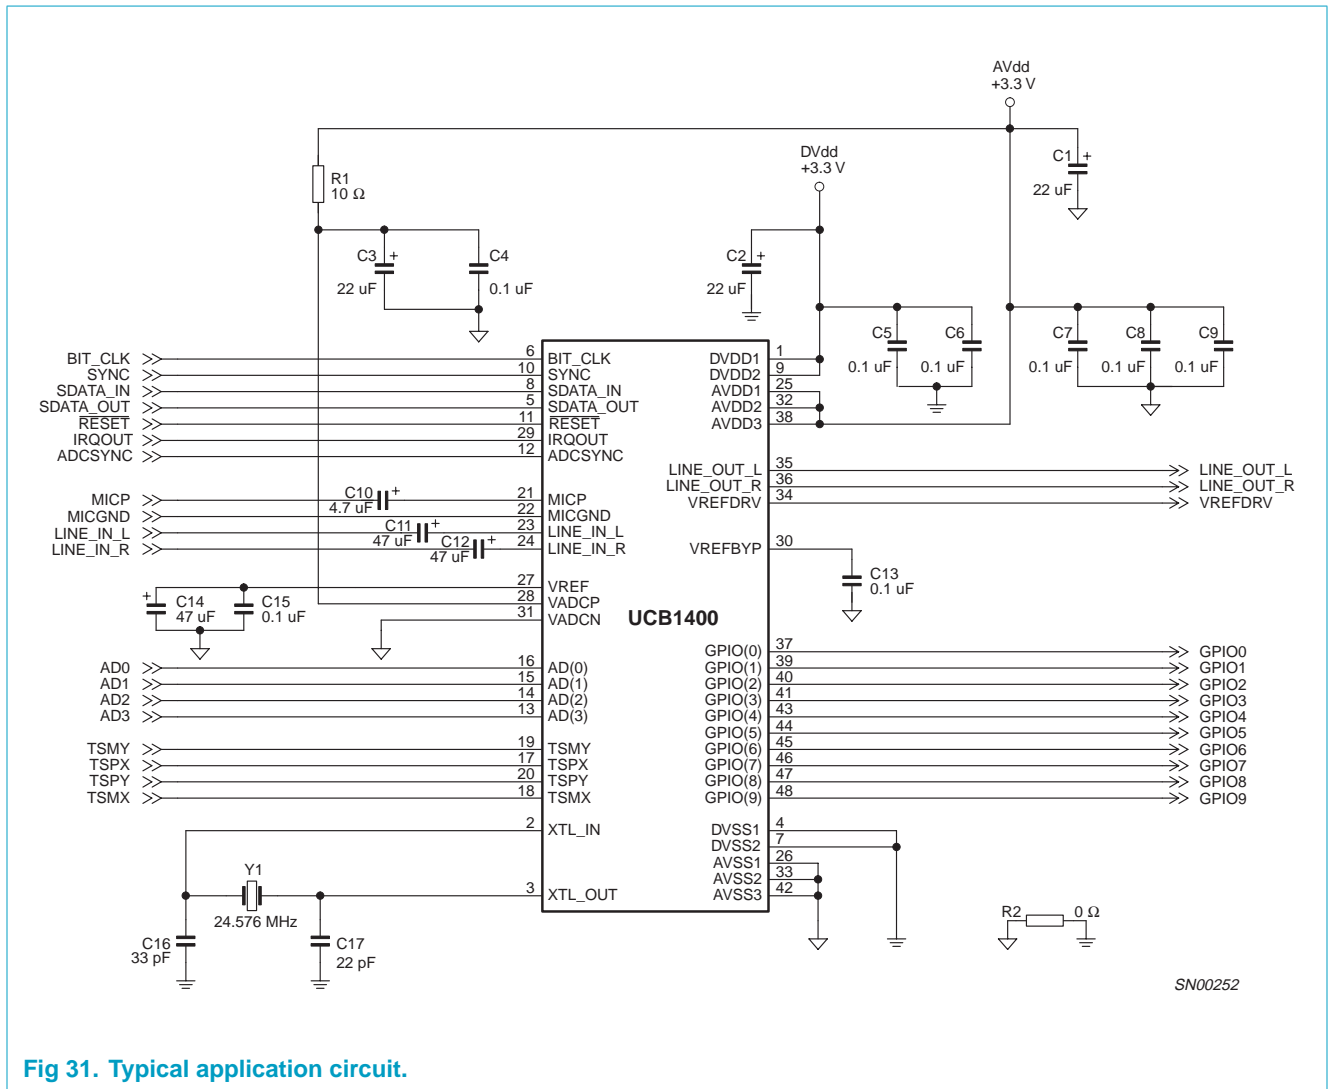 AVdd
+3.3 V
DVdd
+3.3 V
C1 +
22 uF
R1
10 Ω
C3 +
22 uF
C4
0.1 uF
C2 +
22 uF
C5
0.1 uF
C6
0.1 uF
C7
0.1 uF
C8
0.1 uF
C9
0.1 uF
BIT_CLK 6 BIT_CLK
SYNC 10 SYNC
SDATA_IN 8 SDATA_IN
SDATA_OUT 5 SDATA_OUT
RESET 11 RESET
IRQOUT 29 IRQOUT
ADCSYNC 12 ADCSYNC
DVDD1 1
DVDD2 9
AVDD1 25
AVDD2 32
AVDD3 38
LINE_OUT_L 35 LINE_OUT_L
LINE_OUT_R 36 LINE_OUT_R
VREFDRV 34 VREFDRV
MICP C10 + 4.7 uF 21 MICP
MICGND 22 MICGND
LINE_IN_L C11 + 47 uF 23 LINE_IN_L
LINE_IN_R C12 + 47 uF 24 LINE_IN_R
VREFBYP 30
C13
0.1 uF
27 VREF
28 VADCP
31 VADCN
+ C14
47 uF
C15
0.1 uF
UCB1400
AD0 16 AD(0)
AD1 15 AD(1)
AD2 14 AD(2)
AD3 13 AD(3)
TSMY 19 TSMY
TSPX 17 TSPX
TSPY 20 TSPY
TSMX 18 TSMX
GPIO(0) 37 GPIO0
GPIO(1) 39 GPIO1
GPIO(2) 40 GPIO2
GPIO(3) 41 GPIO3
GPIO(4) 43 GPIO4
GPIO(5) 44 GPIO5
GPIO(6) 45 GPIO6
GPIO(7) 46 GPIO7
GPIO(8) 47 GPIO8
GPIO(9) 48 GPIO9
2 XTL_IN
3 XTL_OUT
DVSS1 4
DVSS2 7
AVSS1 26
AVSS2 33
AVSS3 42
Y1
24.576 MHz
C16
33 pF
C17
22 pF
R2 0 Ω
SN00252
Fig 31. Typical application circuit.